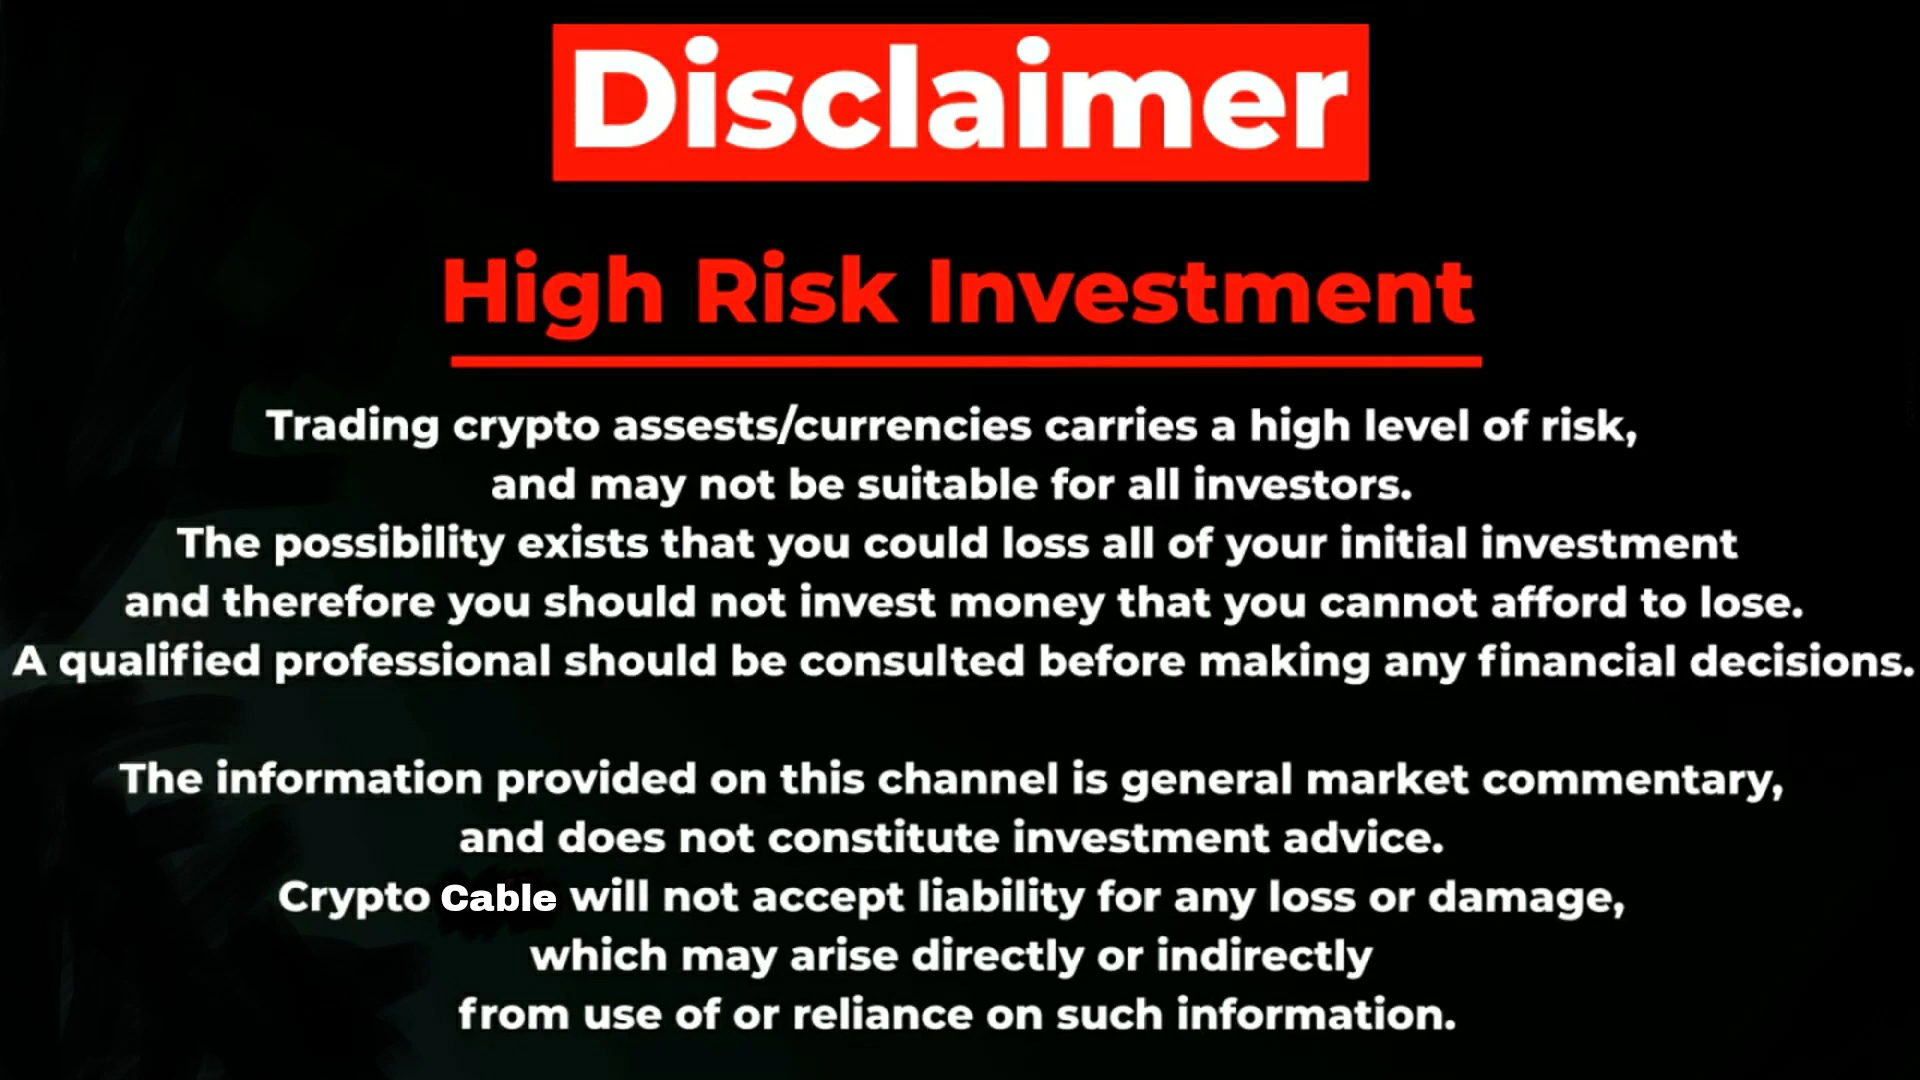 Disclaimer
High Risk Investment
Trading crypto assests/currencies carries a high level of risk,
and may not be suitable for all investors.
The possibility exists that you could loss all of your initial investment
and therefore you should not invest money that you cannot afford to lose.
A qualified professional should be consulted before making any financial decisions.
The information provided on this channel is general market commentary,
and does not constitute investment advice.
Crypto Cable will not accept liability for any loss or damage,
which may arise directly or indirectly
from use of or reliance on such information.